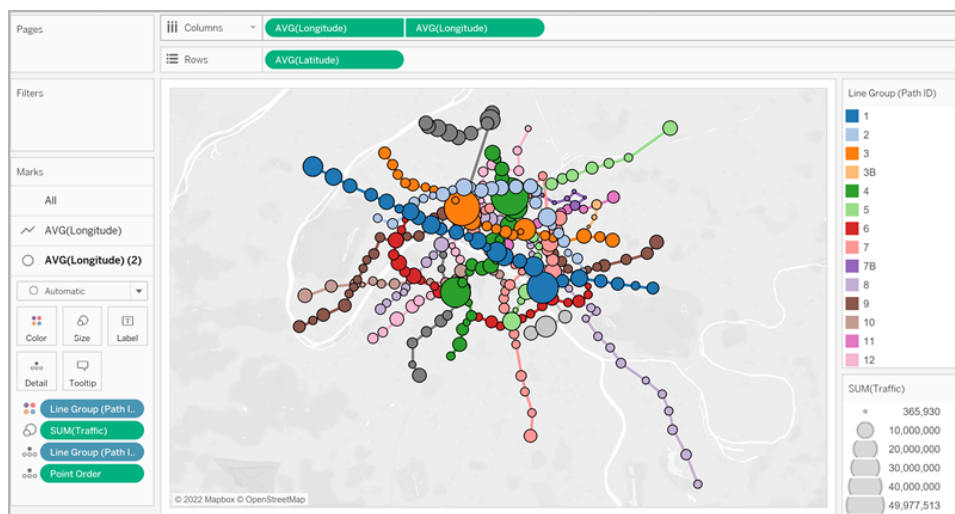 Pages
Columns
AVG(Longitude)
AVG(Longitude)
Rows
AVG(Latitude)
Filters
Marks
All
AVG(Longitude)
AVG(Longitude) (2)
Automatic
Color
Size
Label
Detail
Tooltip
Line Group (Path I..
SUM(Traffic)
Line Group (Path I..
Point Order
© 2022 Mapbox © OpenStreetMap
Line Group (Path ID)
1
2
3
3B
4
5
6
7
7B
8
9
10
11
12
SUM(Traffic)
365,930
10,000,000
20,000,000
30,000,000
40,000,000
49,977,513